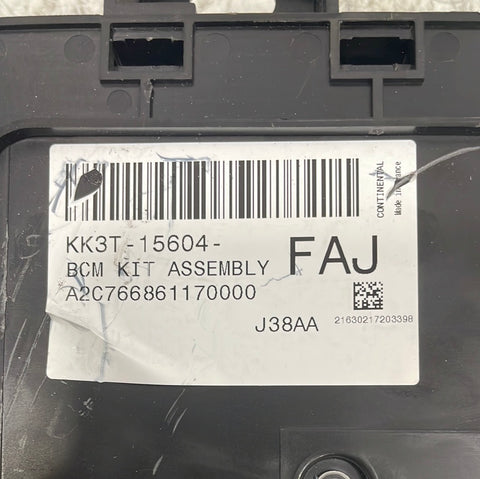 KK3T-15604-
BCM KIT ASSEMBLY
FAJ
A2C766861170000
J38AA
21630217203398
CONTINENTAL
Made in France